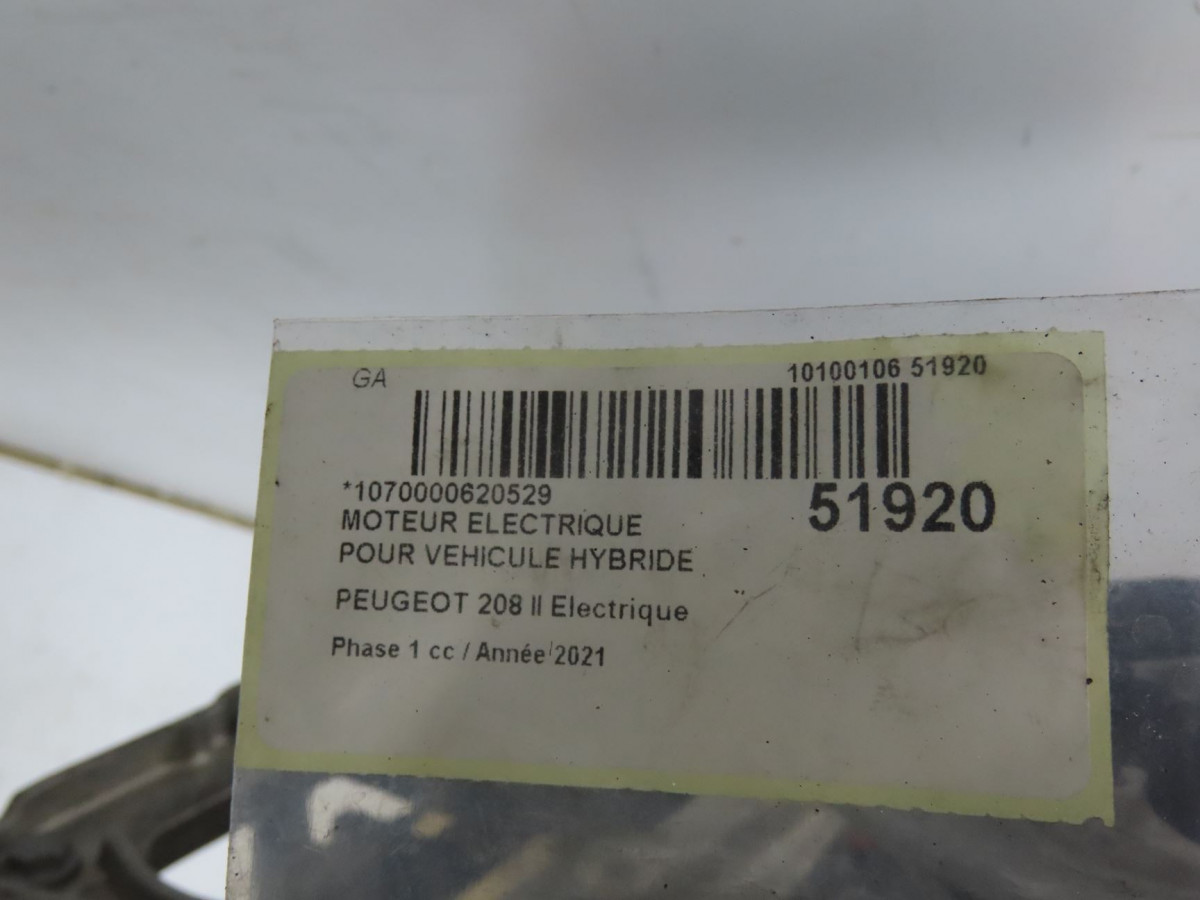 GA
10100106 51920
*1070000620529
51920
MOTEUR ELECTRIQUE
POUR VEHICULE HYBRIDE
PEUGEOT 208 II Electrique
Phase 1 cc / Année 2021